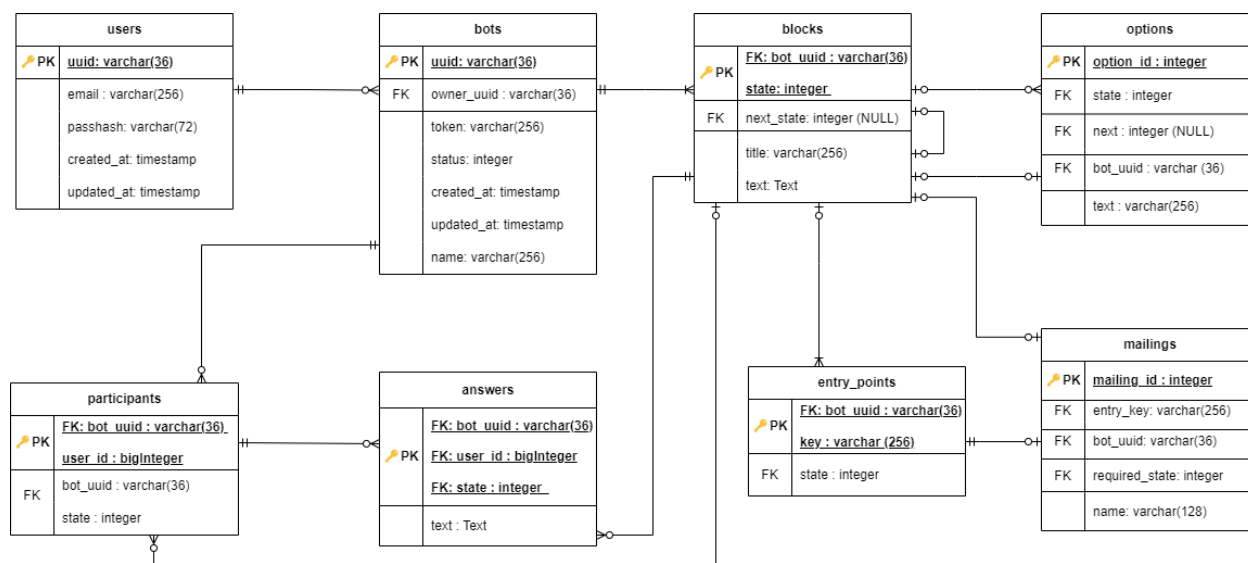 users
PK uuid: varchar(36)
email : varchar(256)
passhash: varchar(72)
created_at: timestamp
updated_at: timestamp
bots
PK uuid: varchar(36)
FK owner_uuid : varchar(36)
token: varchar(256)
status: integer
created_at: timestamp
updated_at: timestamp
name: varchar(256)
blocks
FK: bot_uuid : varchar(36)
PK
state: integer
FK next_state: integer (NULL)
title: varchar(256)
text: Text
options
PK option_id : integer
FK state : integer
FK next : integer (NULL)
FK bot_uuid : varchar (36)
text : varchar(256)
participants
FK: bot_uuid : varchar(36)
PK
user_id : bigInteger
FK bot_uuid : varchar(36)
state : integer
answers
FK: bot_uuid : varchar(36)
PK FK: user_id : bigInteger
FK: state : integer
text : Text
entry_points
FK: bot_uuid : varchar(36)
PK
key : varchar (256)
FK state : integer
mailings
PK mailing_id : integer
FK entry_key: varchar(256)
FK bot_uuid: varchar(36)
FK required_state: integer
name: varchar(128)